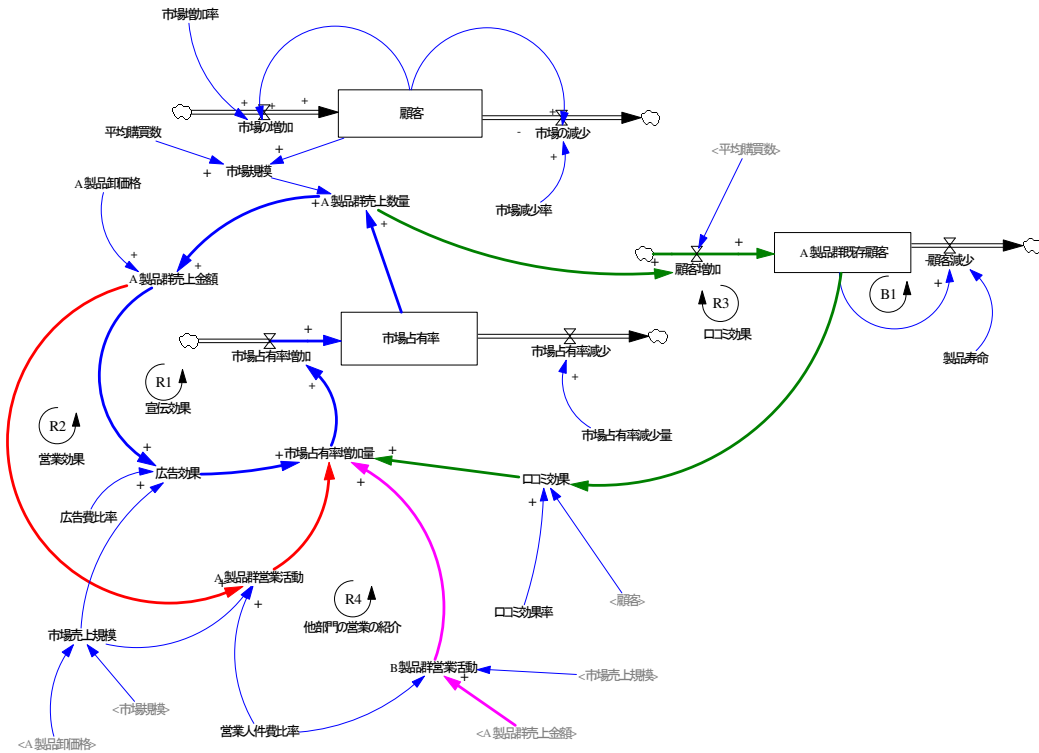 市場増加率
顧客
市場の増加
市場の減少
平均購買数
市場規模
<平均購買数>
A製品卸価格
A製品群売上数量
市場減少率
A製品群売上金額
顧客増加
A製品群既存顧客
顧客減少
R3
口コミ効果
B1
市場占有率増加
市場占有率
市場占有率減少
製品寿命
R1
宣伝効果
R2
営業効果
市場占有率減少量
市場占有率増加量
広告効果
口コミ効果
広告費比率
A製品群営業活動
R4
他部門の営業の紹介
口コミ効果率
<顧客>
市場売上規模
B製品群営業活動
<市場売上規模>
<市場規模>
営業人件費比率
<A製品群売上金額>
<A製品卸価格>